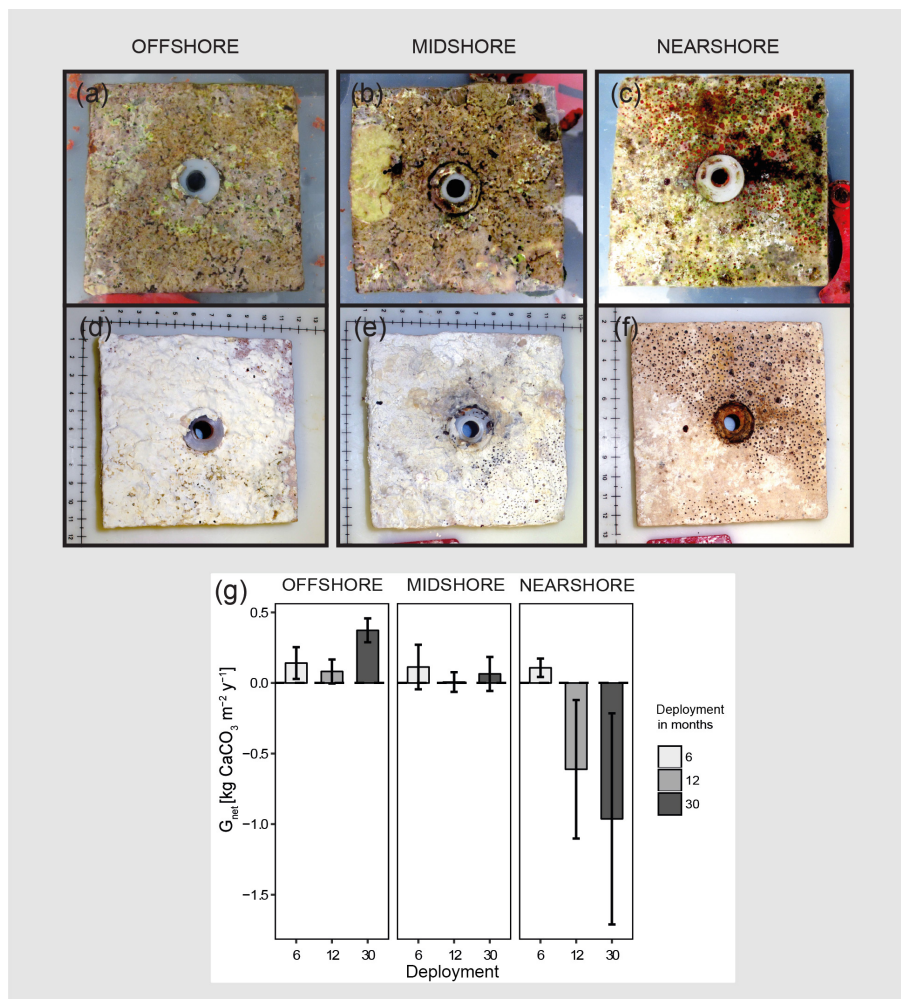 OFFSHORE MIDSHORE NEARSHORE
(a) (b) (c)
(d) (e) (f)
(g) OFFSHORE MIDSHORE NEARSHORE
0.5
0.0
−0.5
−1.0
−1.5
G net [kg CaCO3 m−2 y−1]
6 12 30 6 12 30 6 12 30
Deployment
Deployment
in months
6
12
30